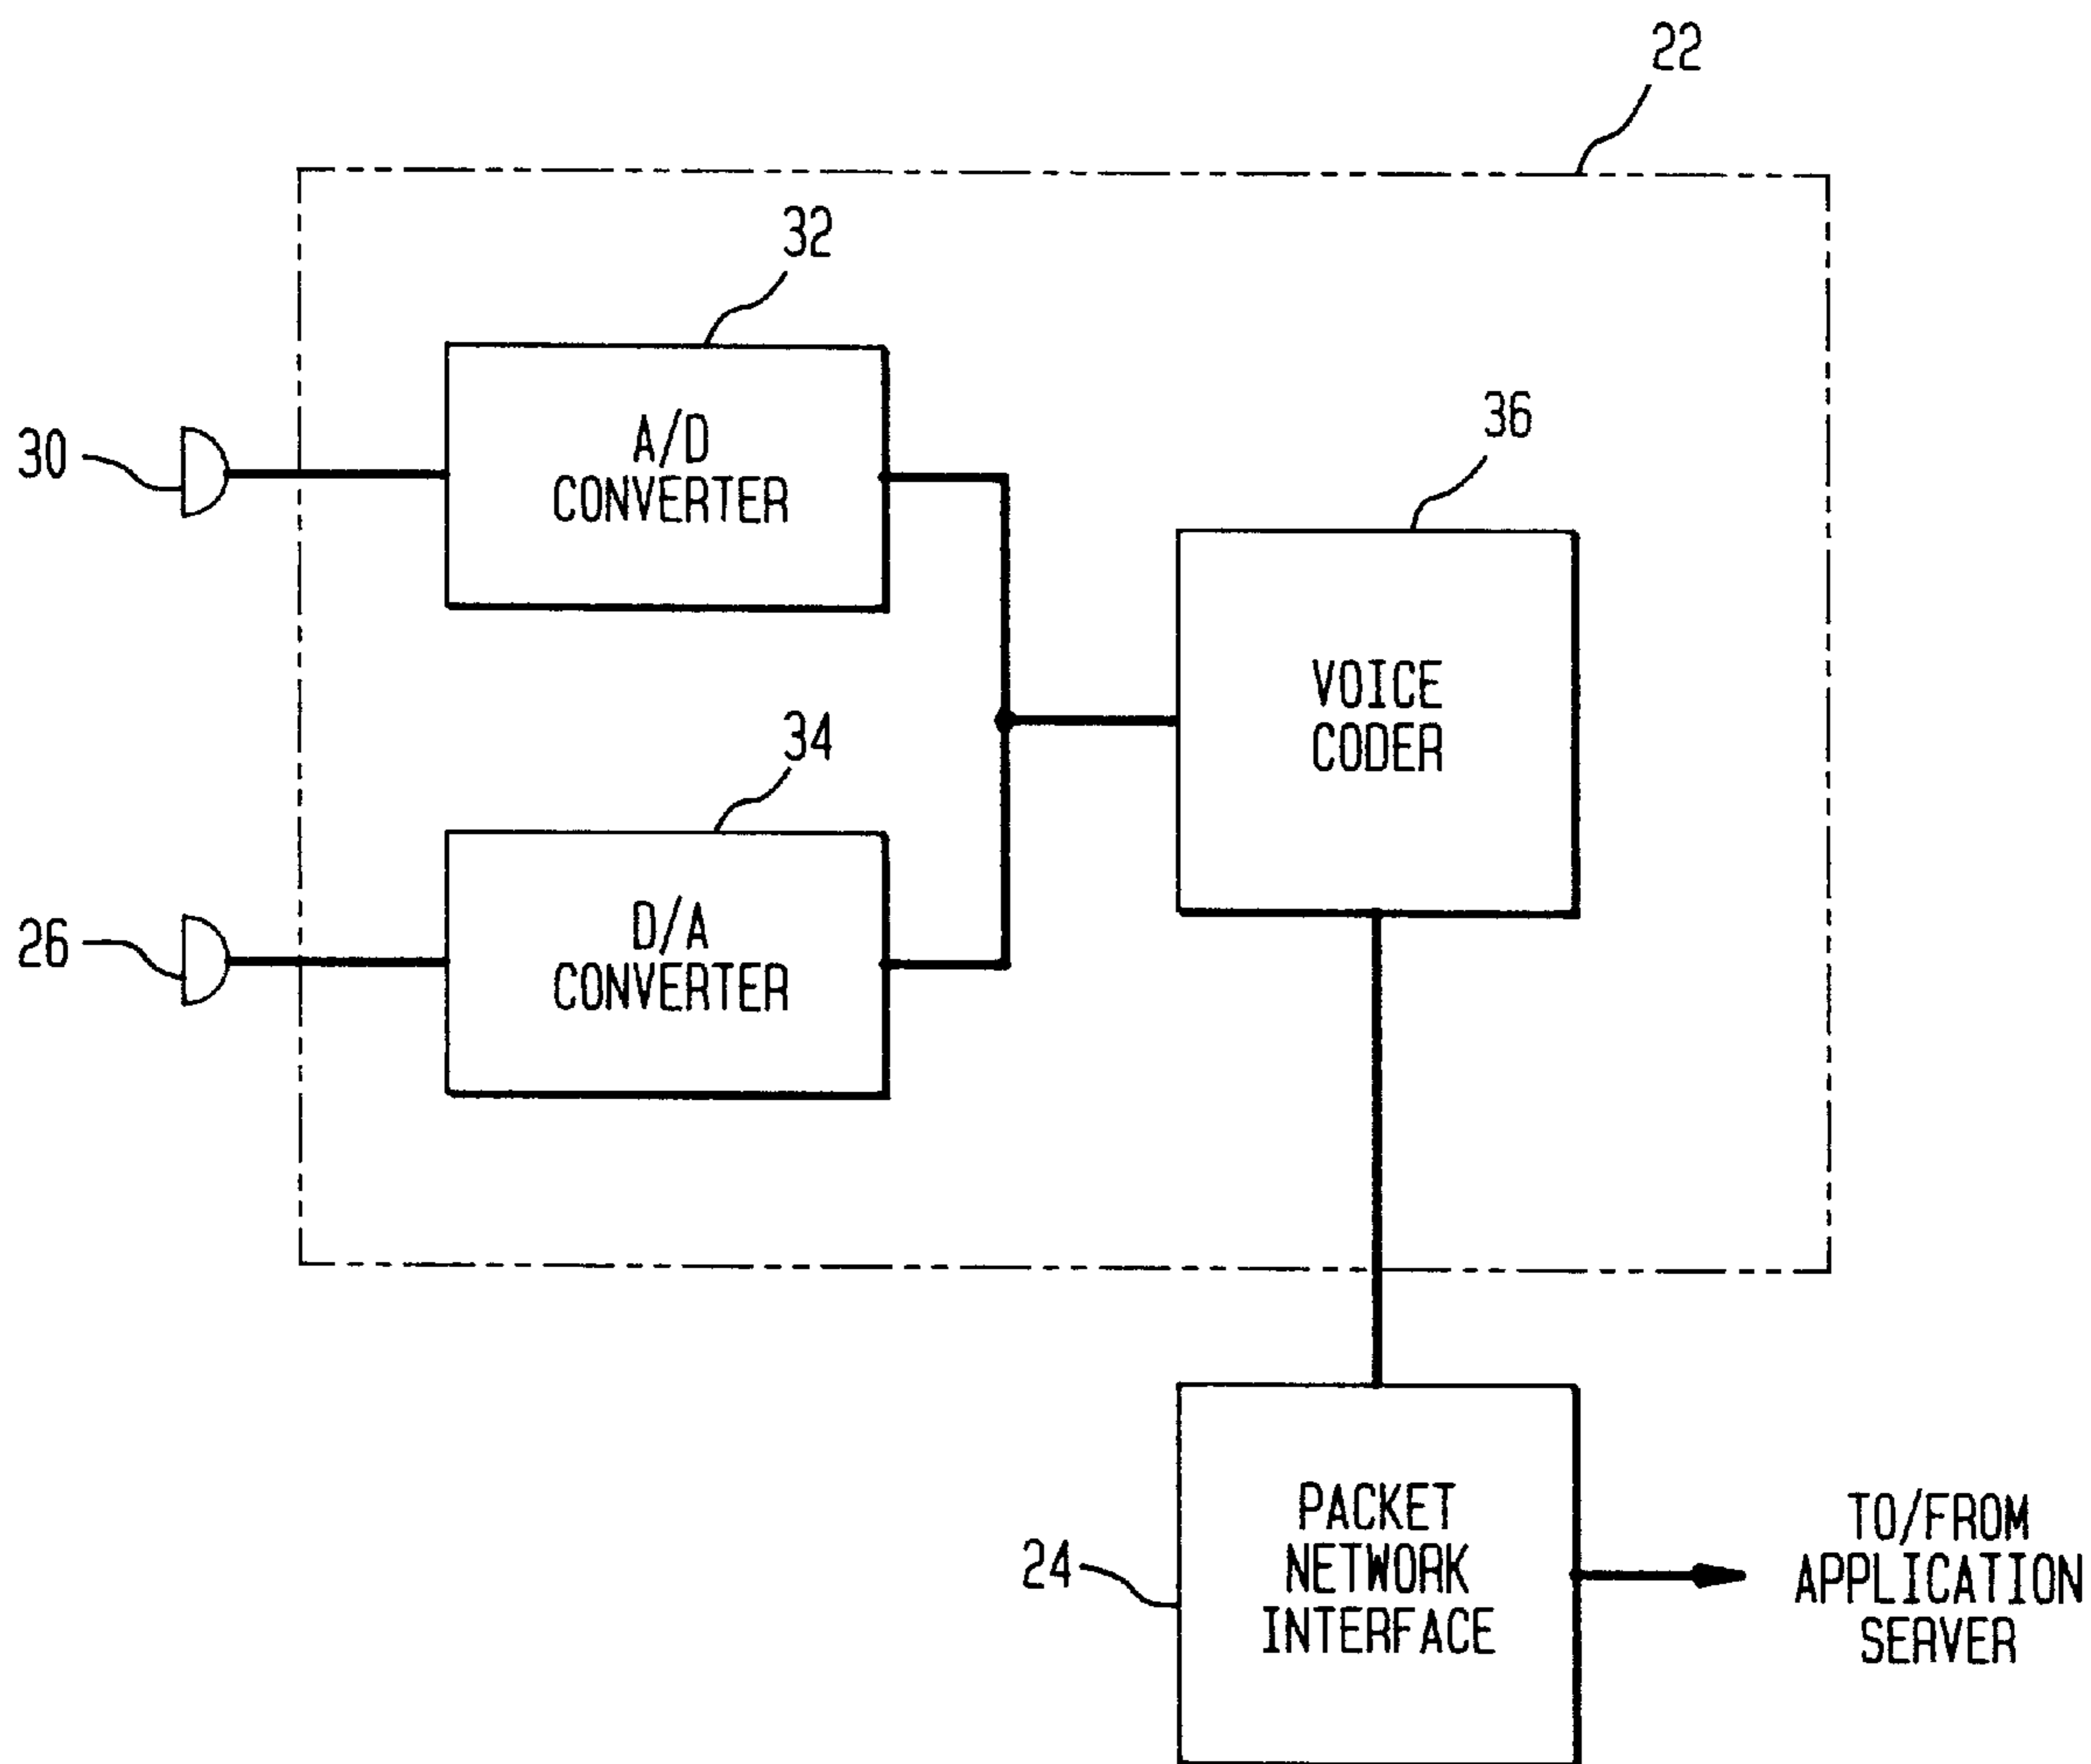 22
32
A/D
CONVERTER
30
36
VOICE
CODER
34
D/A
CONVERTER
26
PACKET
NETWORK
INTERFACE
24
TO/FROM
APPLICATION
SERVER